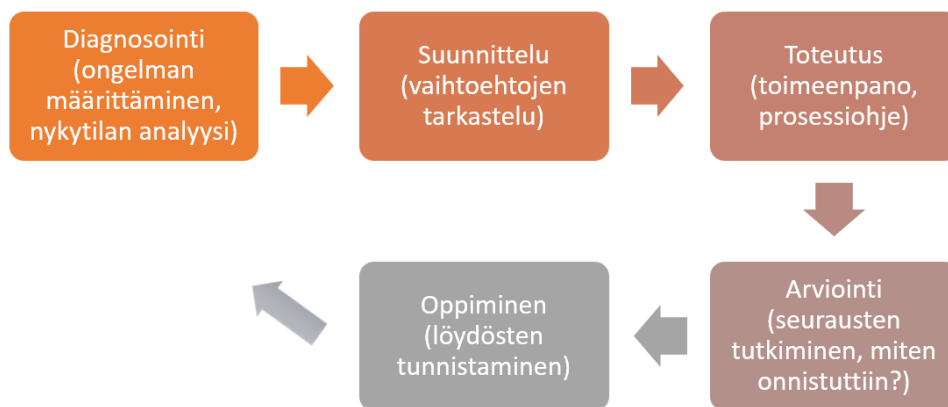 Diagnosointi
(ongelman
määrittäminen,
nykytilan analyysi)
Suunnittelu
(vaihtoehtojen
tarkastelu)
Toteutus
(toimeenpano,
prosessiohje)
Arviointi
(seurausten
tutkiminen, miten
onnistuttiin?)
Oppiminen
(löydösten
tunnistaminen)